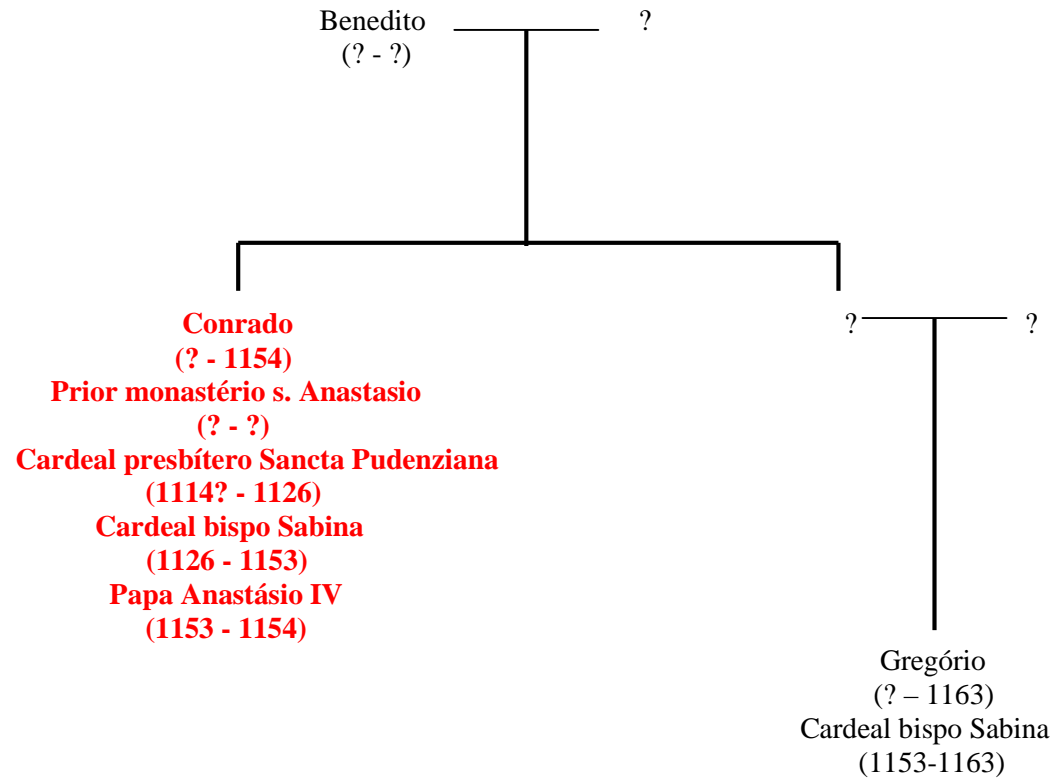 Benedito ?
(? - ?)
Conrado
(? - 1154)
Prior monastério s. Anastasio
(? - ?)
Cardeal presbítero Sancta Pudenziana
(1114? - 1126)
Cardeal bispo Sabina
(1126 - 1153)
Papa Anastásio IV
(1153 - 1154)
? ?
Gregório
(? – 1163)
Cardeal bispo Sabina
(1153-1163)